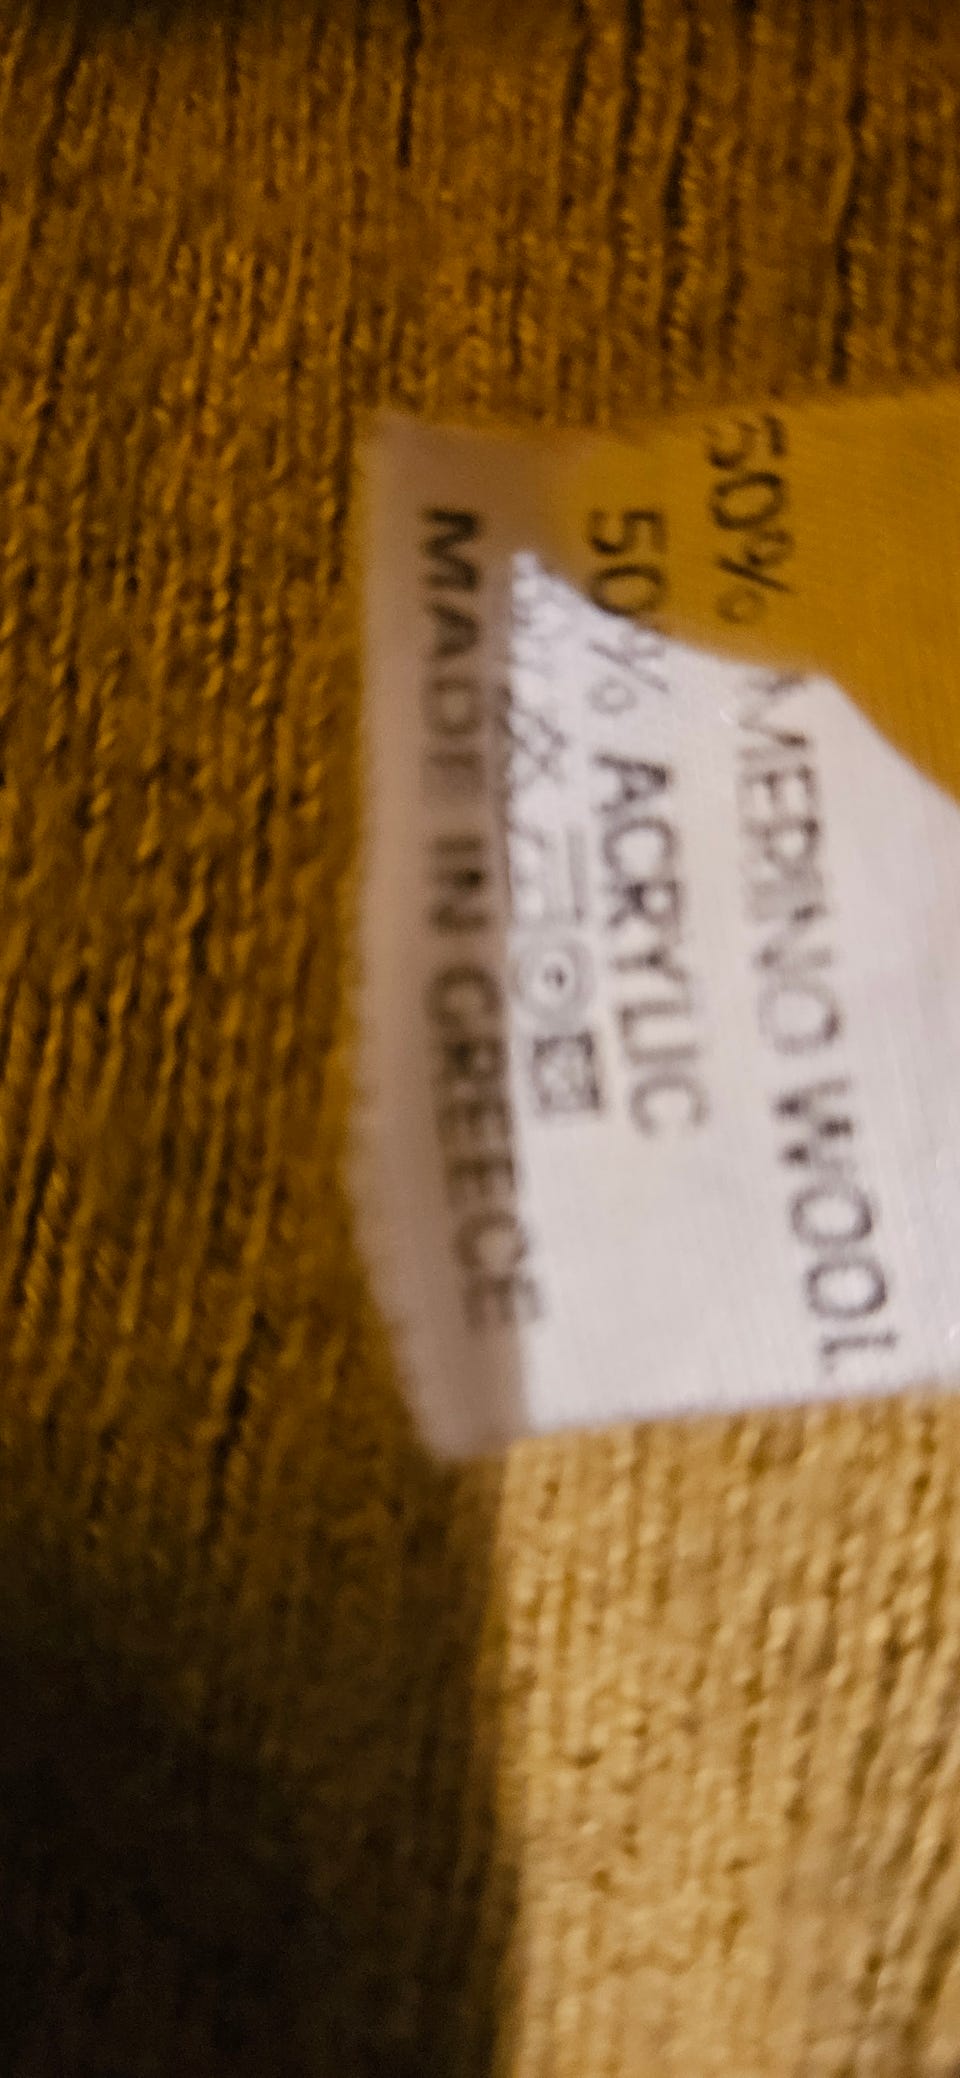 50% MERINO WOOL
50% ACRYLIC
MADE IN GREECE